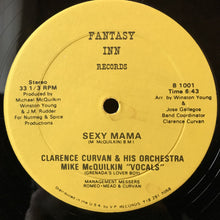 FANTASY
INN
RECORDS
Stereo
33 1/3 RPM
Produced by
Michael McQuilkin
Winston Young
& J.M. Rudder
For Nutmeg & Spice
Productions
B 1001
Time 6:43
Arr by Winston Young
and
Jose Gallegos
Band Coordinator
Clarence Curvan
SEXY MAMA
(M. McQUILKIN) B.M.I.
CLARENCE CURVAN & HIS ORCHESTRA
MIKE McQUILKIN "VOCALS"
(GRENADA'S LOVER BOY)
MANAGEMENT MESSERS
ROMEO-MEAD & CURVAN
V.P. RECORDS